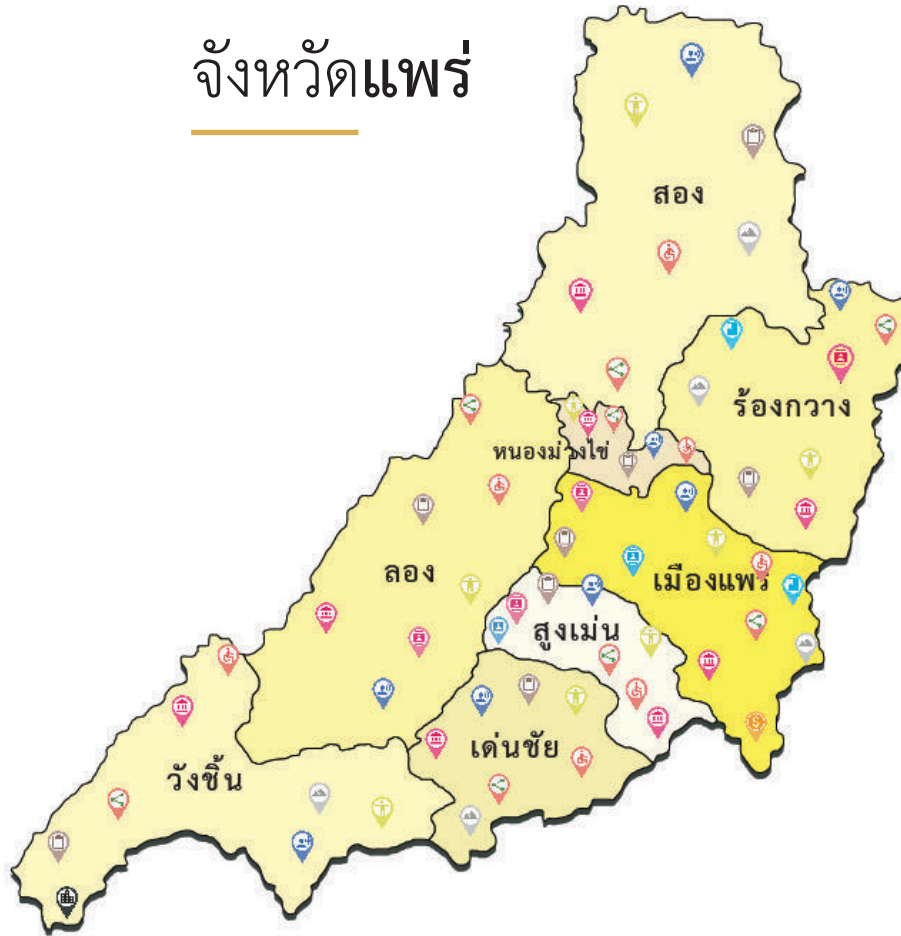 จังหวัดแพร่
สอง
ร้องกวาง
หนองม่วงไข่
ลอง
เมืองแพร่
สูงเม่น
เด่นชัย
วังชิ้น